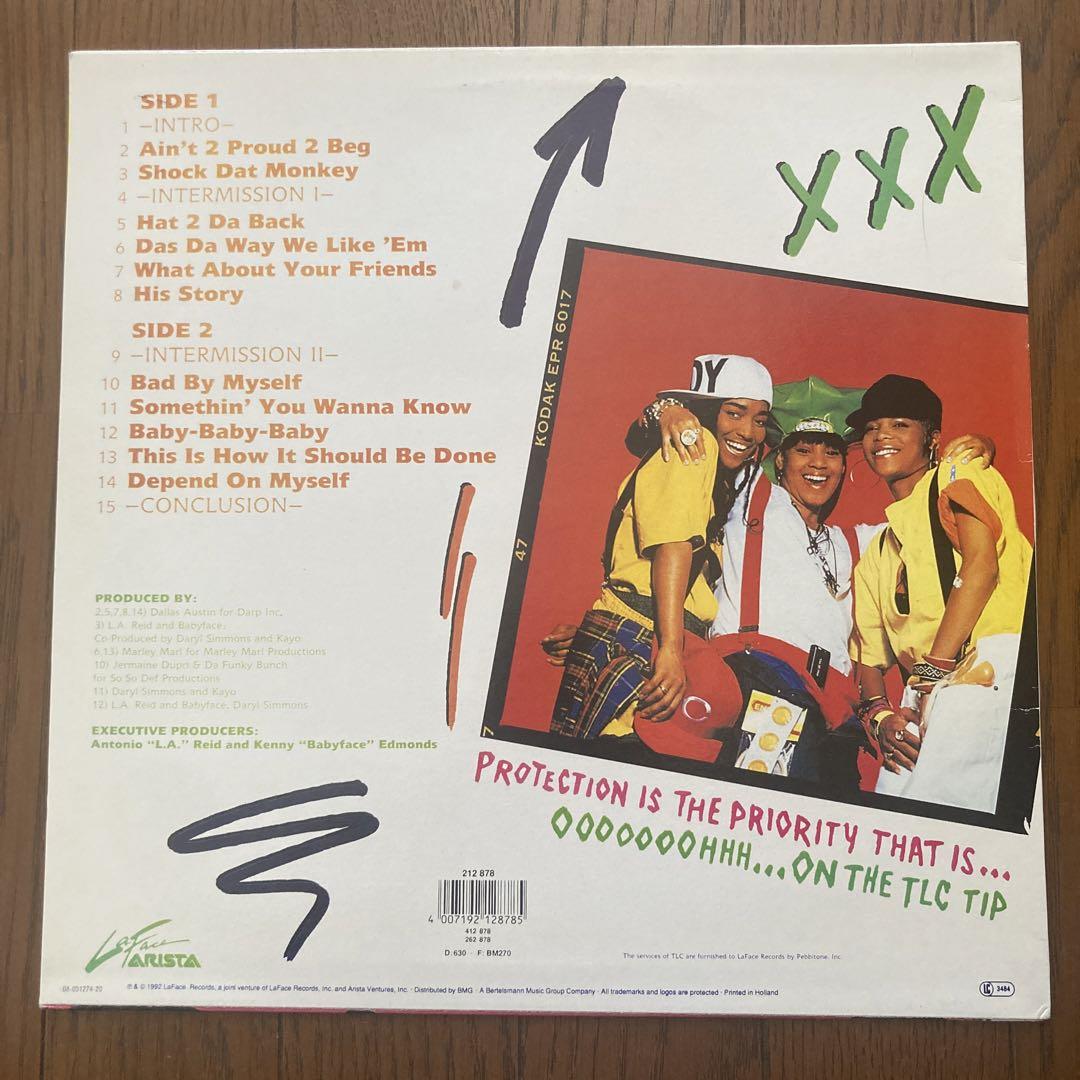 SIDE 1
1 –INTRO–
2 Ain't 2 Proud 2 Beg
3 Shock Dat Monkey
4 –INTERMISSION I–
5 Hat 2 Da Back
6 Das Da Way We Like 'Em
7 What About Your Friends
8 His Story
SIDE 2
9 –INTERMISSION II–
10 Bad By Myself
11 Somethin' You Wanna Know
12 Baby-Baby-Baby
13 This Is How It Should Be Done
14 Depend On Myself
15 –CONCLUSION–
PRODUCED BY:
2,5,7,8,14) Dallas Austin for Darp Inc.
3) L.A. Reid and Babyface;
Co-Produced by Daryl Simmons and Kayo
6,13) Marley Marl for Marley Marl Productions
10) Jermaine Dupri & Da Funky Bunch
for So So Def Productions
11) Daryl Simmons and Kayo
12) L.A. Reid and Babyface, Daryl Simmons
EXECUTIVE PRODUCERS:
Antonio "L.A." Reid and Kenny "Babyface" Edmonds
XXX
KODAK EPR 6017
47
OY
C
PROTECTION IS THE PRIORITY THAT IS...
OOOOOOOHHH...ON THE TLC TIP
212 878
4 007192 128785
412 878
262 878
D: 630 · F: BM270
LaFace
ARISTA
The services of TLC are furnished to LaFace Records by Pebbitone, Inc.
08-001274-20
℗ & © 1992 LaFace Records, a joint venture of LaFace Records, Inc. and Arista Ventures, Inc. · Distributed by BMG · A Bertelsmann Music Group Company · All trademarks and logos are protected · Printed in Holland
LC 3484